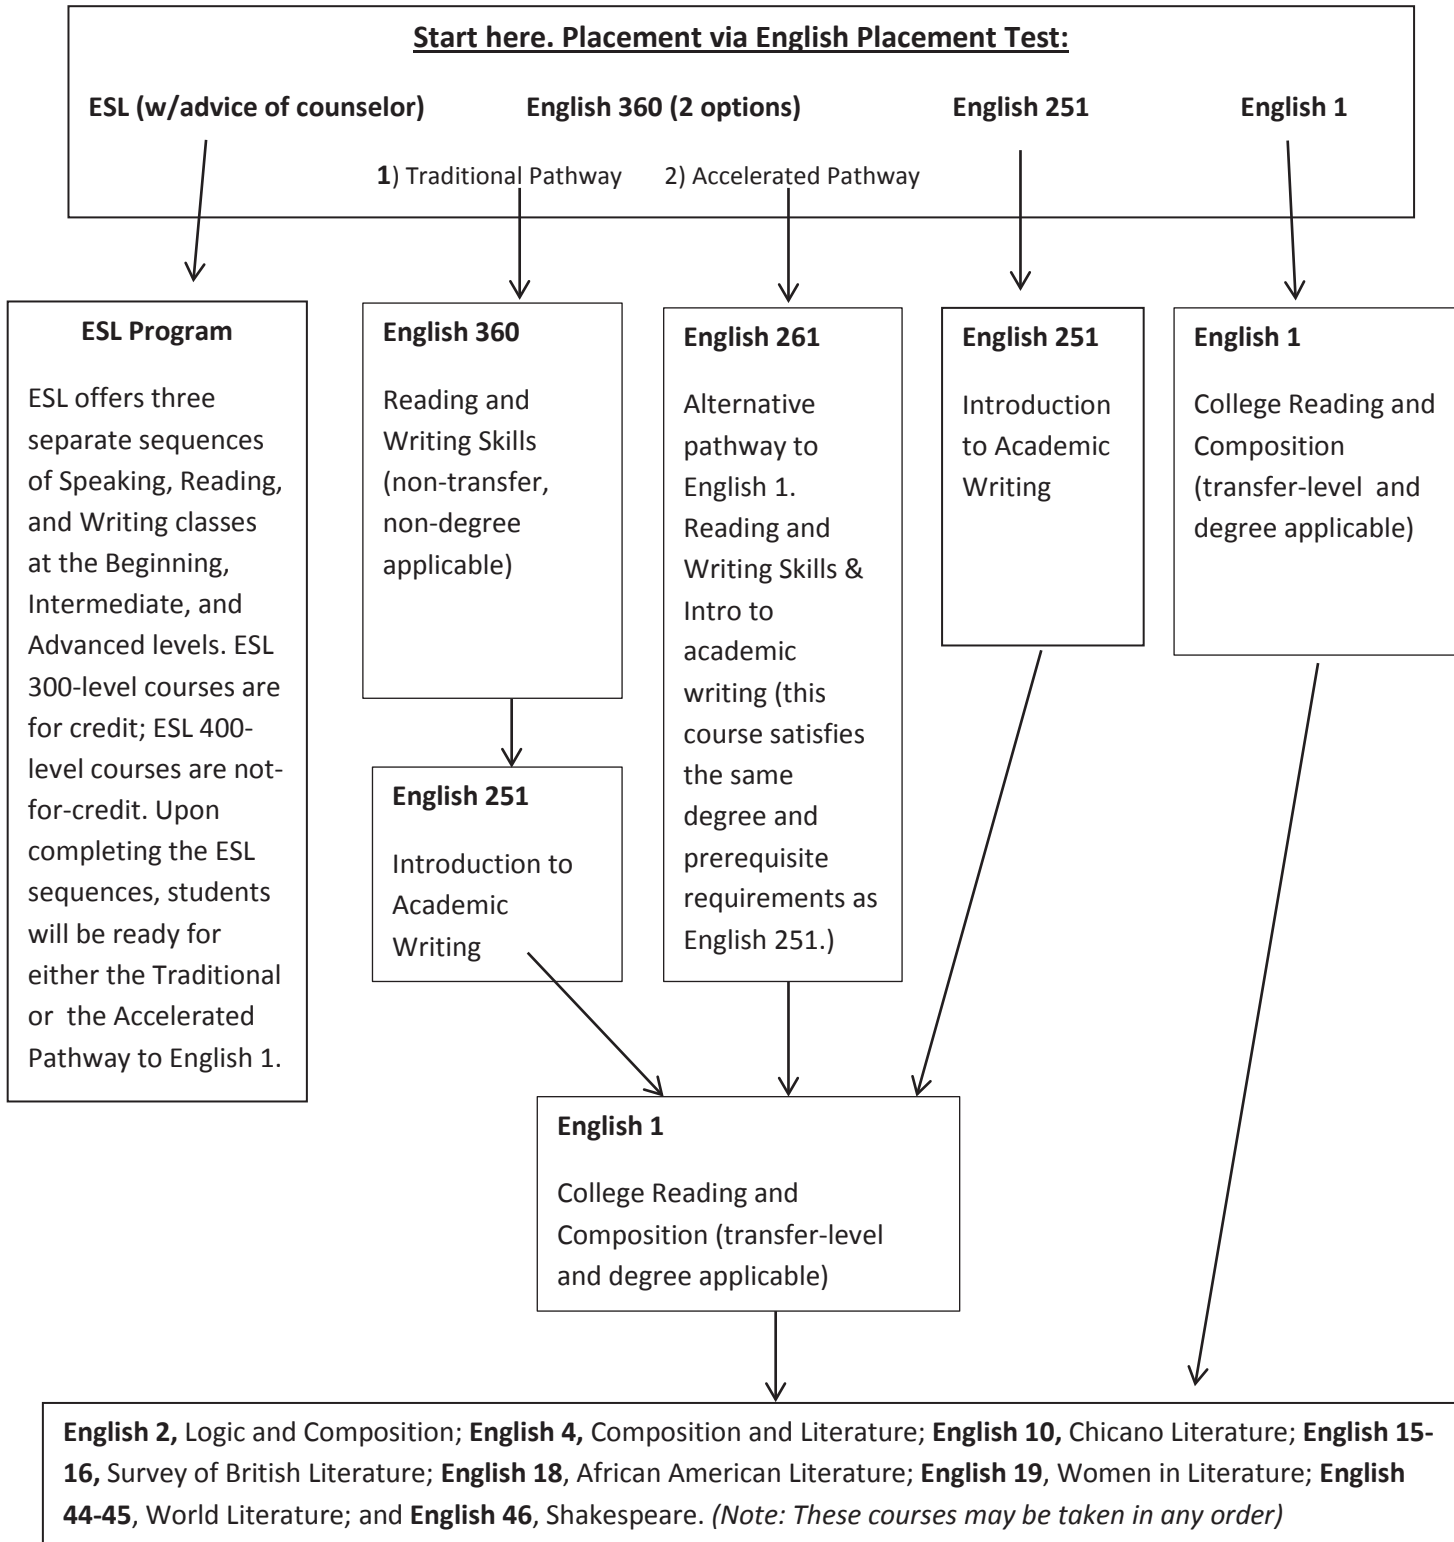 Start here. Placement via English Placement Test:
ESL (w/advice of counselor) English 360 (2 options) English 251 English 1
1) Traditional Pathway 2) Accelerated Pathway
ESL Program
ESL offers three
separate sequences
of Speaking, Reading,
and Writing classes
at the Beginning,
Intermediate, and
Advanced levels. ESL
300-level courses are
for credit; ESL 400-
level courses are not-
for-credit. Upon
completing the ESL
sequences, students
will be ready for
either the Traditional
or the Accelerated
Pathway to English 1.
English 360
Reading and
Writing Skills
(non-transfer,
non-degree
applicable)
English 251
Introduction to
Academic
Writing
English 261
Alternative
pathway to
English 1.
Reading and
Writing Skills &
Intro to
academic
writing (this
course satisfies
the same
degree and
prerequisite
requirements as
English 251.)
English 251
Introduction
to Academic
Writing
English 1
College Reading and
Composition
(transfer-level and
degree applicable)
English 1
College Reading and
Composition (transfer-level
and degree applicable)
English 2, Logic and Composition; English 4, Composition and Literature; English 10, Chicano Literature; English 15-
16, Survey of British Literature; English 18, African American Literature; English 19, Women in Literature; English
44-45, World Literature; and English 46, Shakespeare. (Note: These courses may be taken in any order)